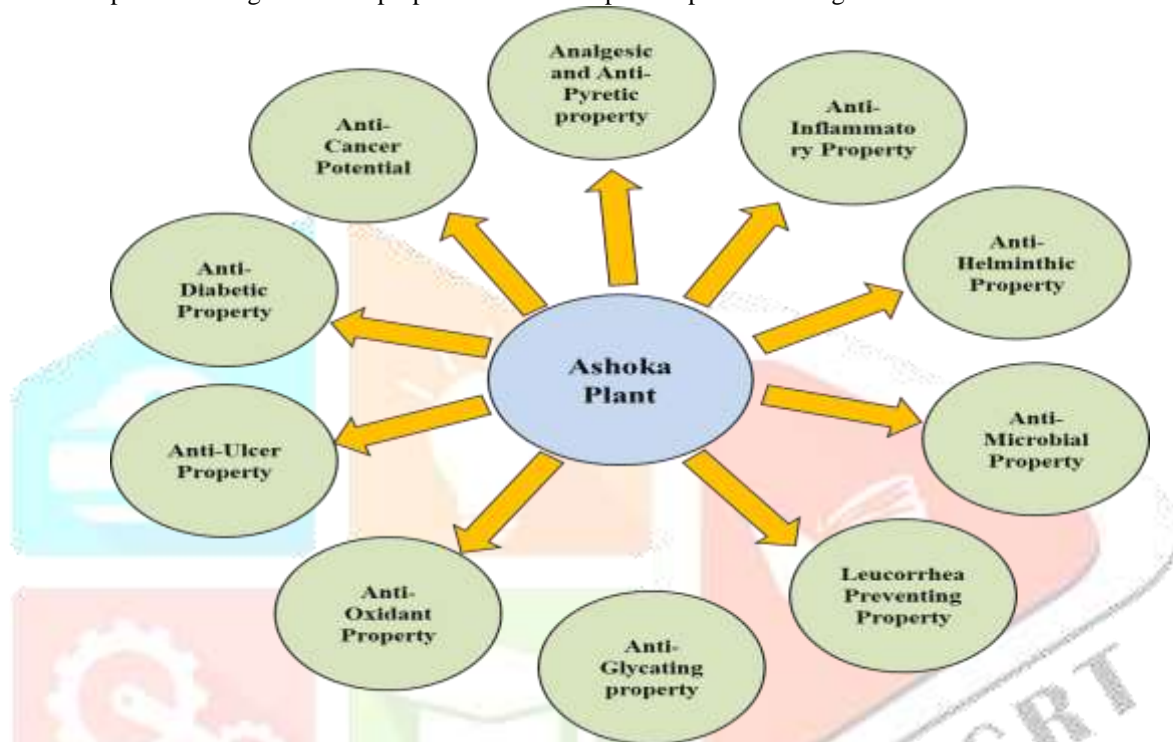 Analgesic
and Anti-
Pyretic
property
Anti-
Inflammato
ry Property
Anti-
Helminthic
Property
Anti-
Microbial
Property
Leucorrhea
Preventing
Property
Anti-
Glycating
property
Anti-
Oxidant
Property
Anti-Ulcer
Property
Anti-
Diabetic
Property
Anti-
Cancer
Potential
Ashoka
Plant